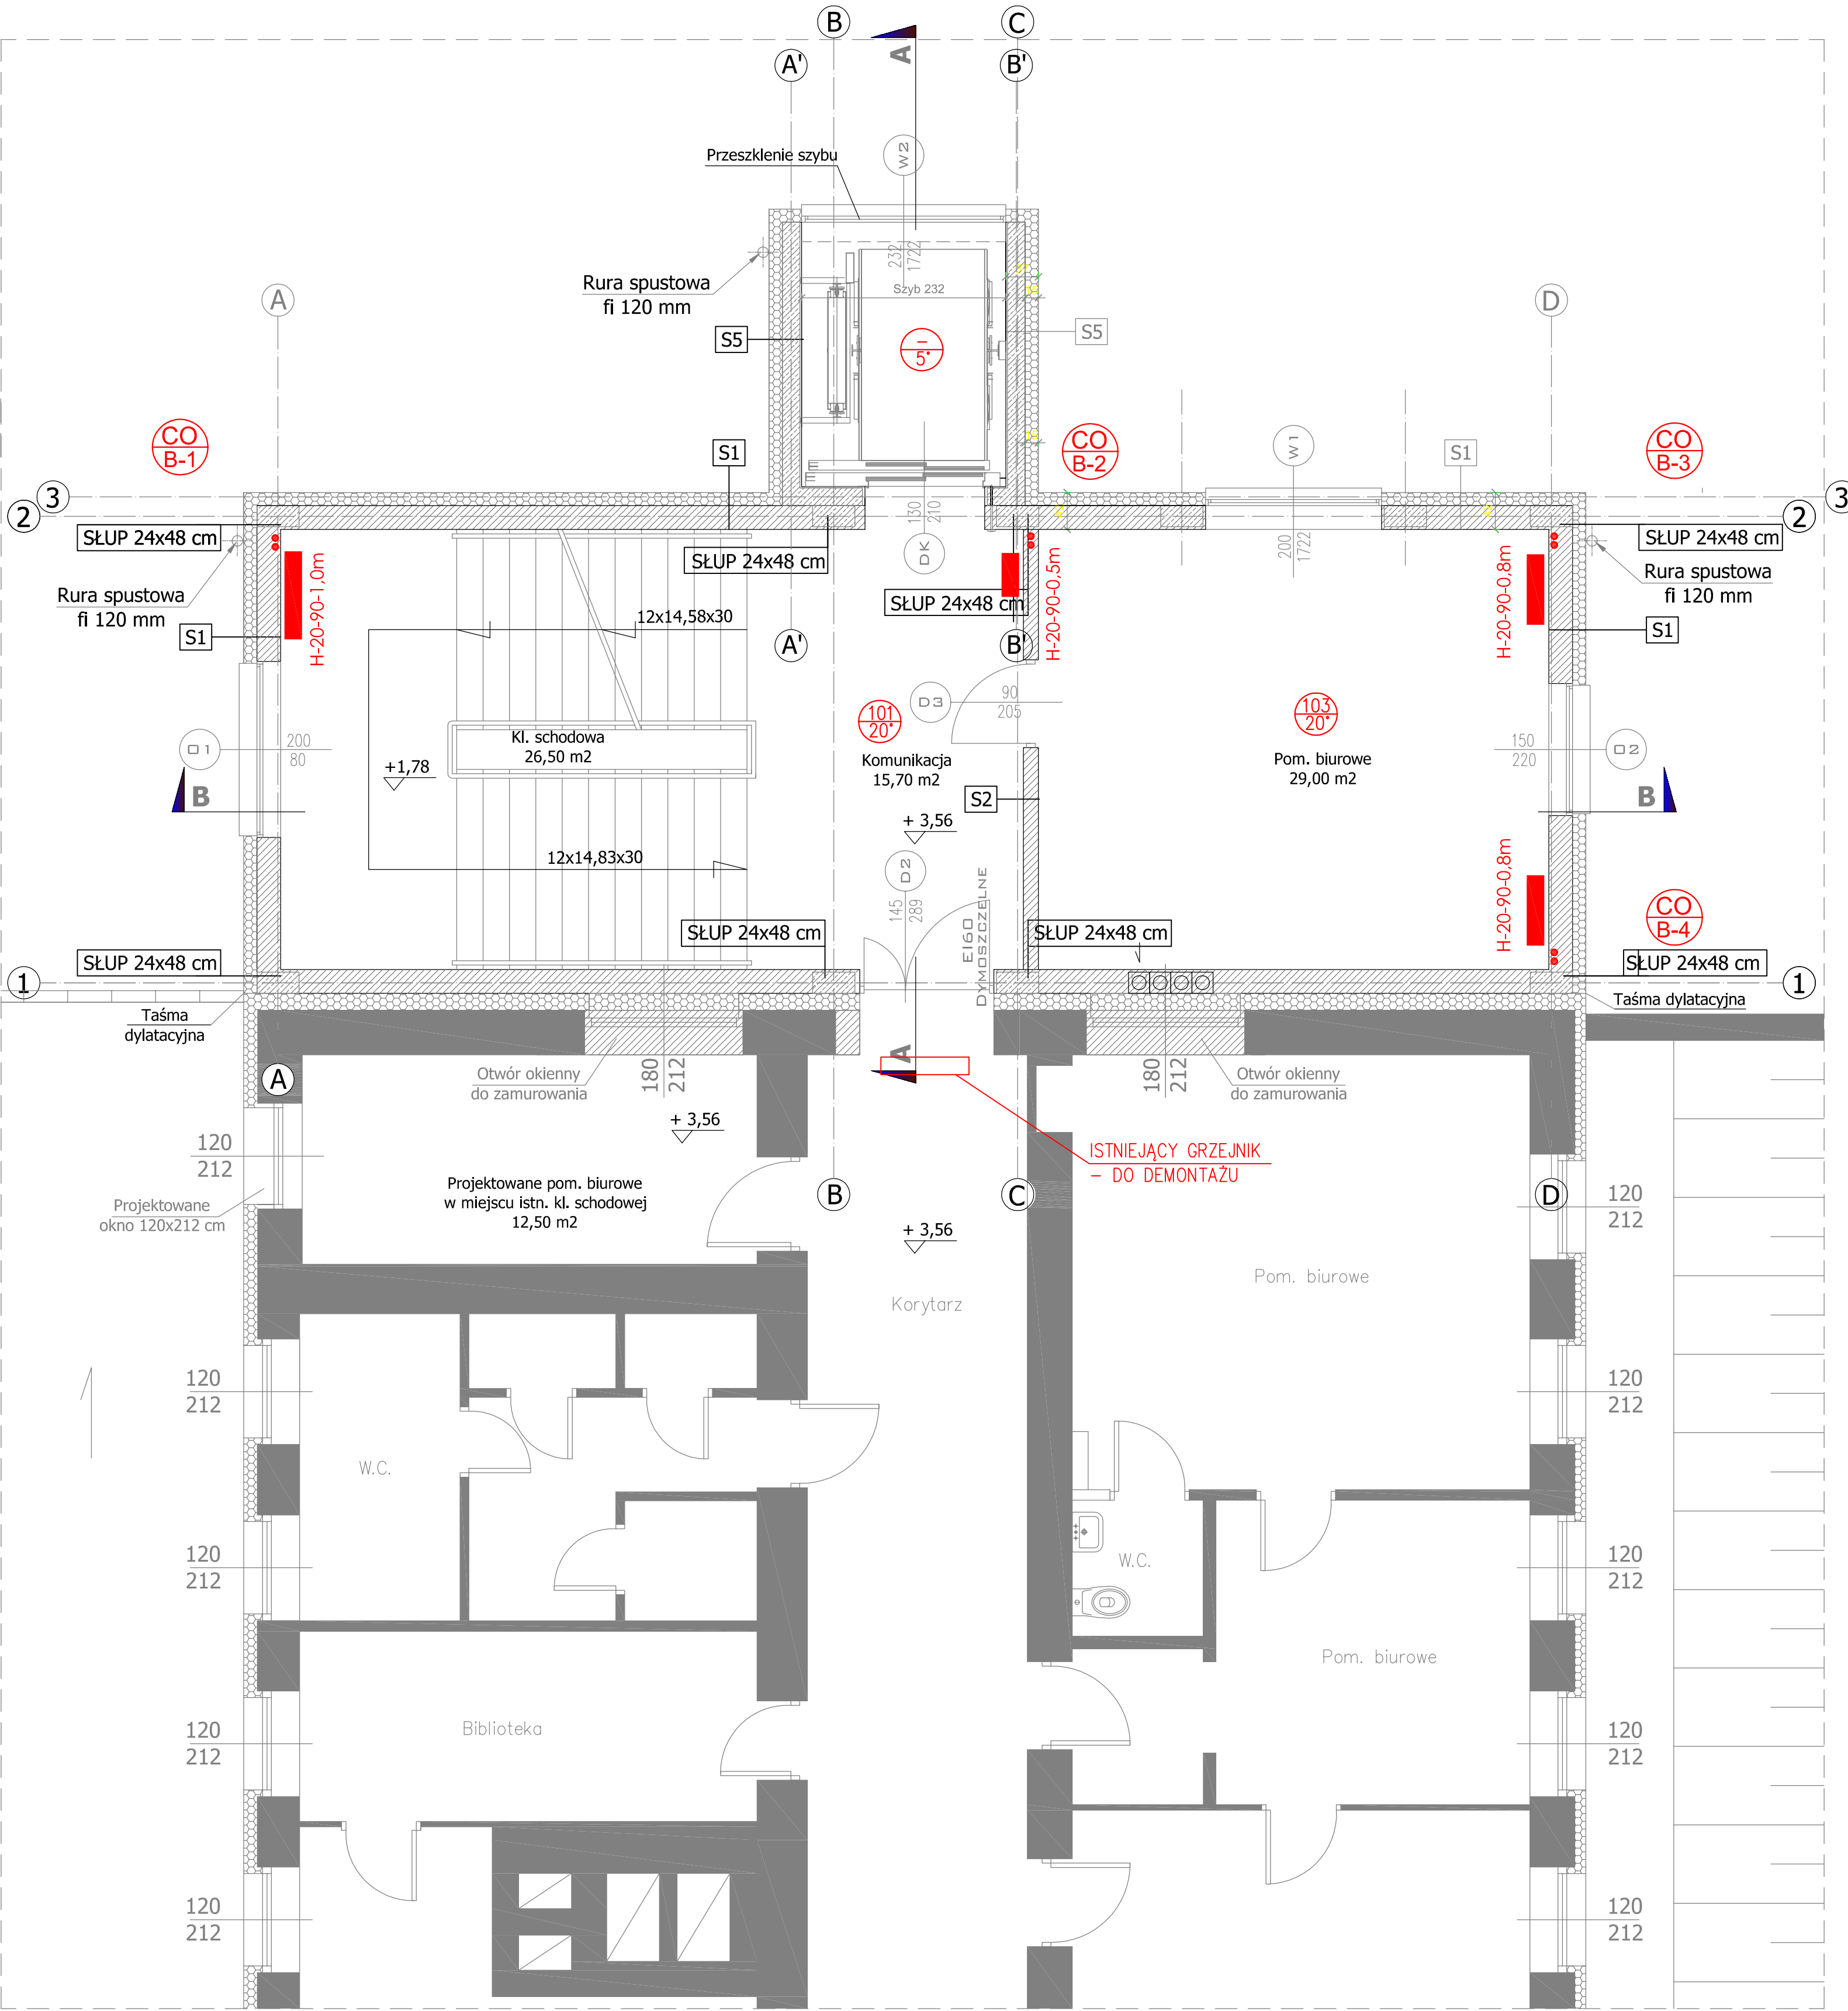 B
C
A'
B'
A
W2
Przeszklenie szybu
232
1722
Szyb 232
Rura spustowa
fi 120 mm
S5
S5
–
5°
A
D
CO
B-1
CO
B-2
CO
B-3
S1
W1
S1
3
3
2
2
SŁUP 24x48 cm
SŁUP 24x48 cm
SŁUP 24x48 cm
SŁUP 24x48 cm
130
210
DK
200
1722
Rura spustowa
fi 120 mm
Rura spustowa
fi 120 mm
H-20-90-1,0m
H-20-90-0,5m
H-20-90-0,8m
S1
S1
12x14,58x30
A'
B'
D3
90
205
101
20°
103
20°
O1
200
80
Kl. schodowa
26,50 m2
Komunikacja
15,70 m2
Pom. biurowe
29,00 m2
150
220
O2
+1,78
B
B
S2
+ 3,56
12x14,83x30
D2
145
289
EI60
DYMOSZCZELNE
H-20-90-0,8m
CO
B-4
SŁUP 24x48 cm
SŁUP 24x48 cm
SŁUP 24x48 cm
SŁUP 24x48 cm
1
1
Taśma
dylatacyjna
Taśma dylatacyjna
A
A
Otwór okienny
do zamurowania
180
212
180
212
Otwór okienny
do zamurowania
+ 3,56
120
212
ISTNIEJĄCY GRZEJNIK
– DO DEMONTAŻU
Projektowane
okno 120x212 cm
Projektowane pom. biurowe
w miejscu istn. kl. schodowej
12,50 m2
B
C
D
120
212
+ 3,56
Pom. biurowe
Korytarz
120
212
120
212
W.C.
120
212
W.C.
120
212
Pom. biurowe
Biblioteka
120
212
120
212
120
212
120
212